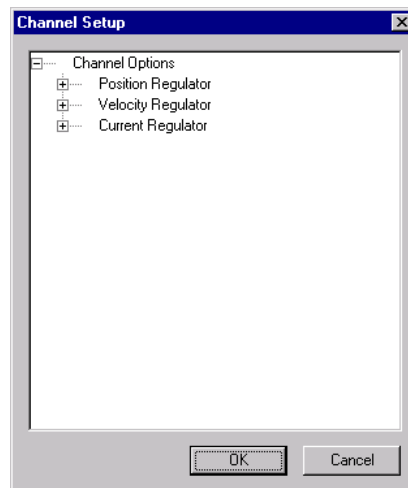 Channel Setup
Channel Options
Position Regulator
Velocity Regulator
Current Regulator
OK
Cancel